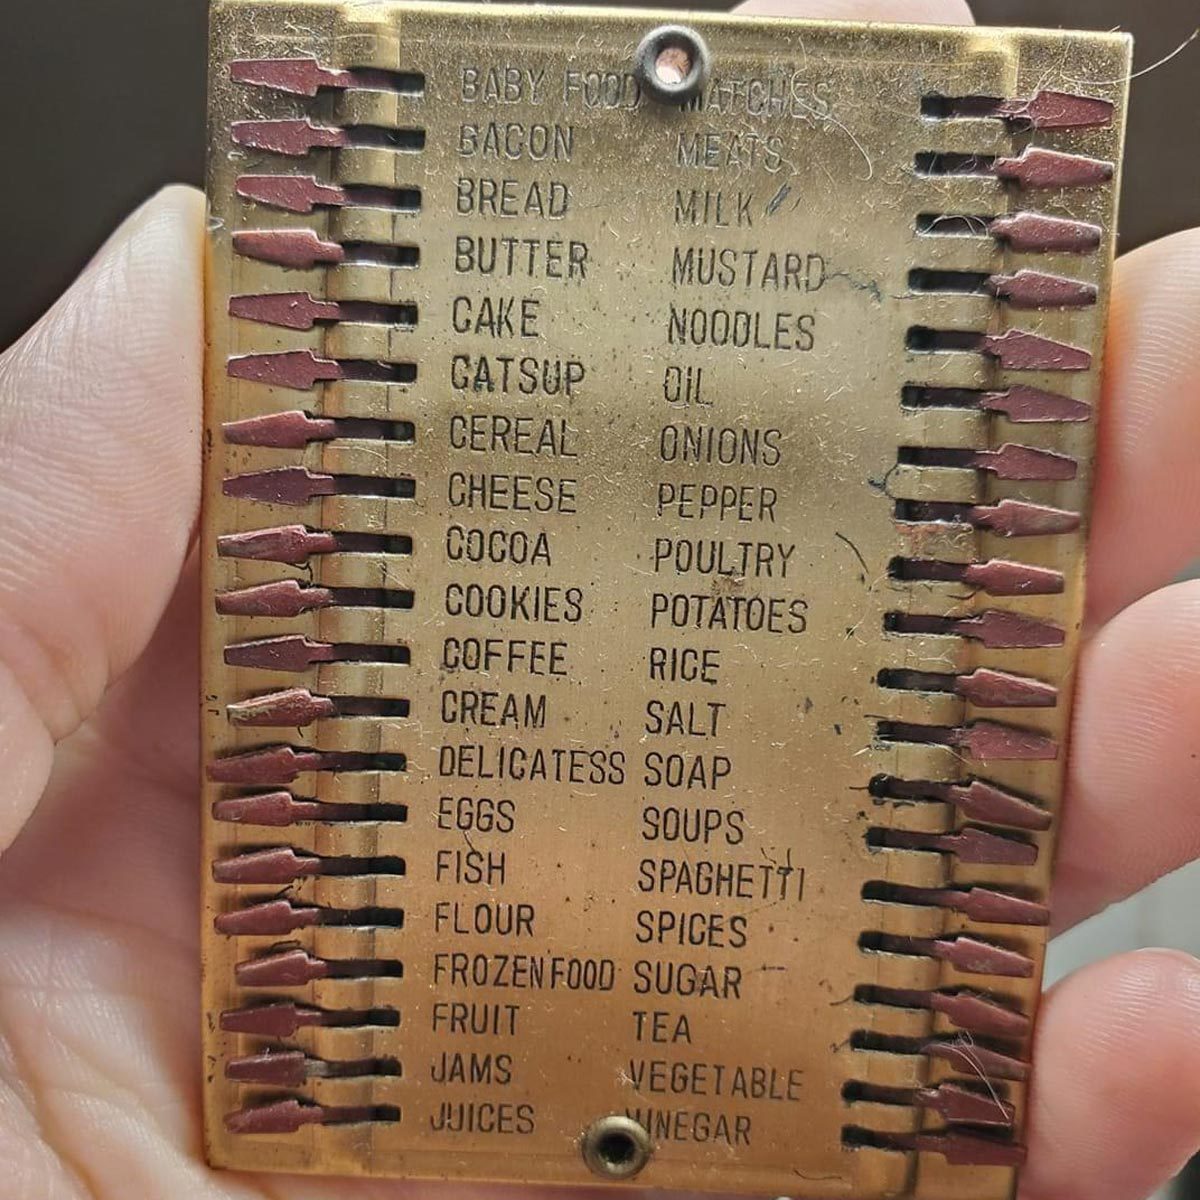 BABY FOOD MATCHES
BACON MEATS
BREAD MILK
BUTTER MUSTARD
CAKE NOODLES
CATSUP OIL
CEREAL ONIONS
CHEESE PEPPER
COCOA POULTRY
COOKIES POTATOES
COFFEE RICE
CREAM SALT
DELICATESS SOAP
EGGS SOUPS
FISH SPAGHETTI
FLOUR SPICES
FROZEN FOOD SUGAR
FRUIT TEA
JAMS VEGETABLE
JUICES VINEGAR